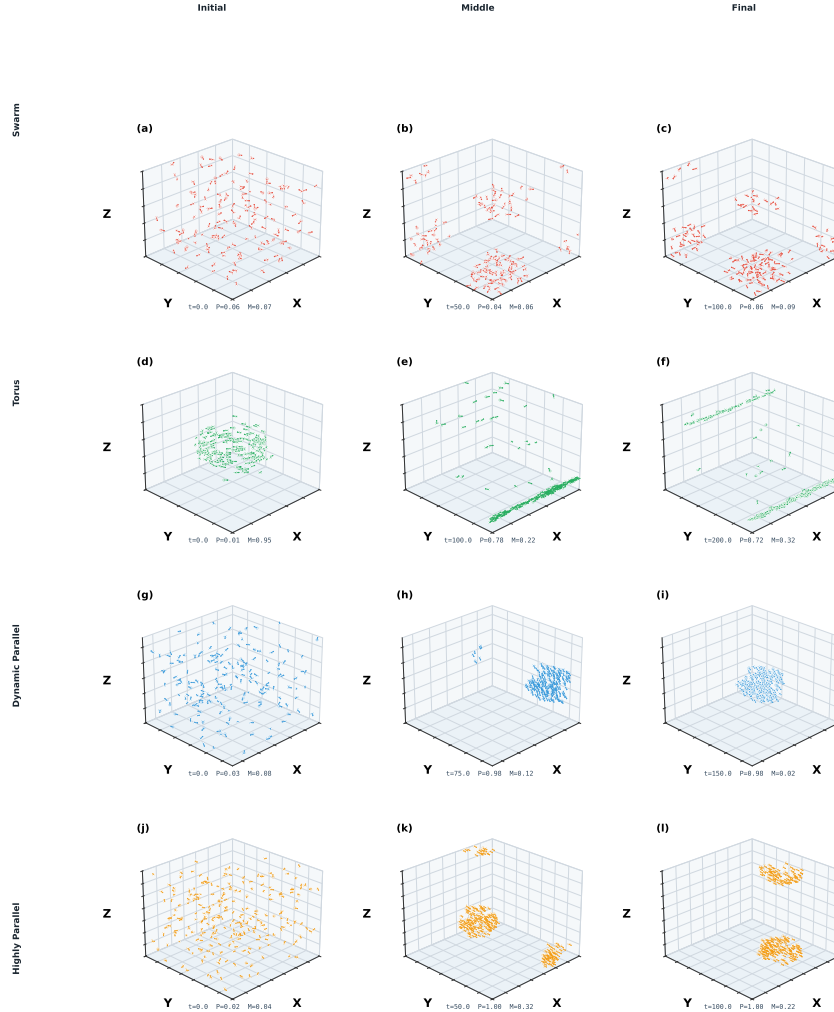 Initial Middle Final
Swarm
(a) (b) (c)
Z Z Z
Y X Y X Y X
t=0.0 P=0.06 M=0.07 t=50.0 P=0.04 M=0.06 t=100.0 P=0.06 M=0.09
Torus
(d) (e) (f)
Z Z Z
Y X Y X Y X
t=0.0 P=0.01 M=0.95 t=100.0 P=0.70 M=0.22 t=200.0 P=0.72 M=0.32
Dynamic Parallel
(g) (h) (i)
Z Z Z
Y X Y X Y X
t=0.0 P=0.03 M=0.08 t=75.0 P=0.98 M=0.12 t=150.0 P=0.98 M=0.02
Highly Parallel
(j) (k) (l)
Z Z Z
Y X Y X Y X
t=0.0 P=0.02 M=0.04 t=50.0 P=1.00 M=0.32 t=100.0 P=1.00 M=0.22